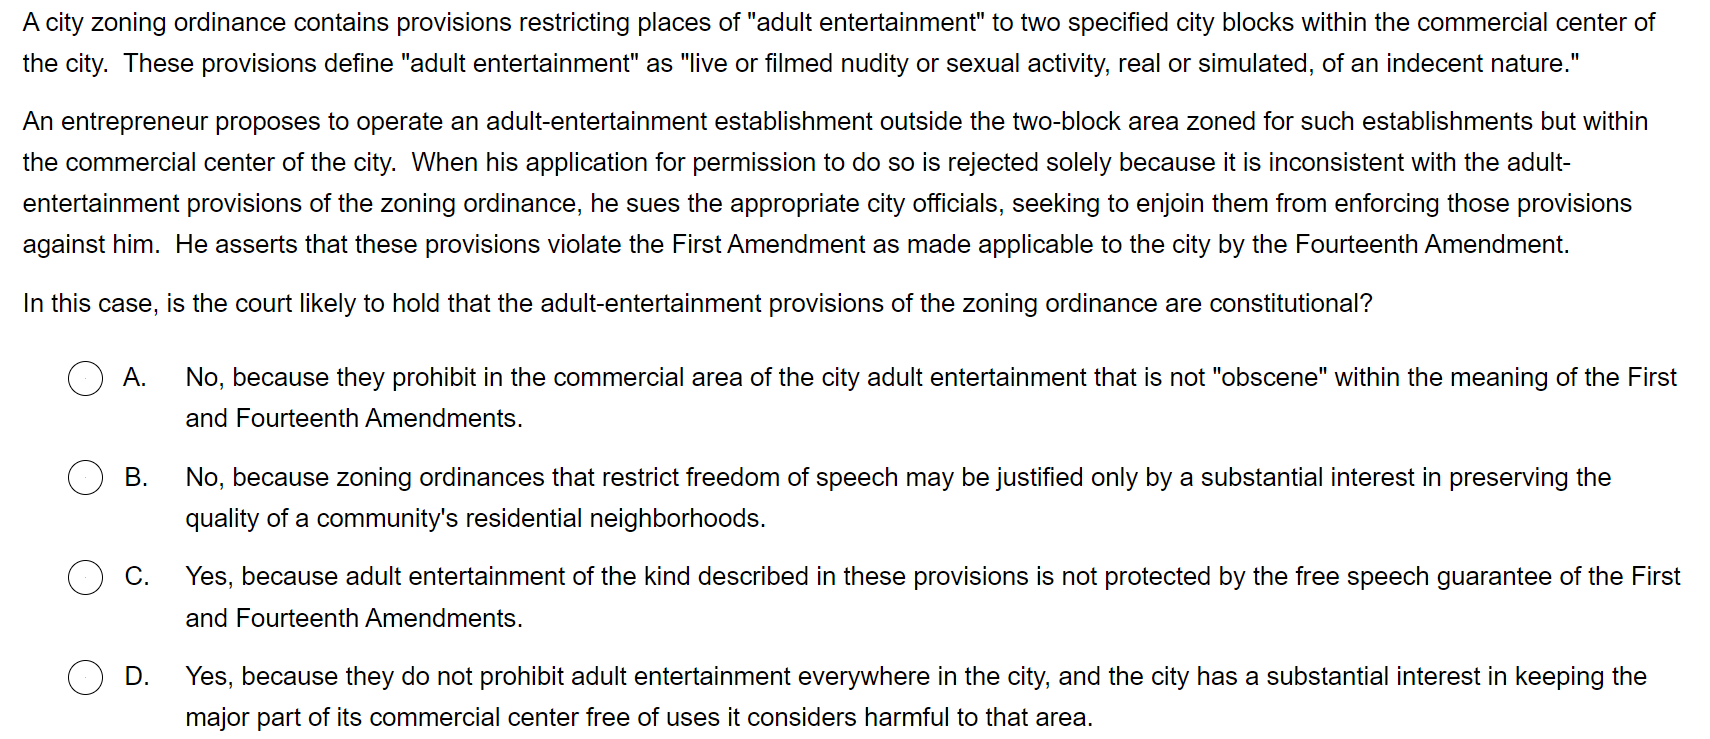 A city zoning ordinance contains provisions restricting places of "adult entertainment" to two specified city blocks within the commercial center of
the city.  These provisions define "adult entertainment" as "live or filmed nudity or sexual activity, real or simulated, of an indecent nature."
An entrepreneur proposes to operate an adult-entertainment establishment outside the two-block area zoned for such establishments but within
the commercial center of the city.  When his application for permission to do so is rejected solely because it is inconsistent with the adult-
entertainment provisions of the zoning ordinance, he sues the appropriate city officials, seeking to enjoin them from enforcing those provisions
against him.  He asserts that these provisions violate the First Amendment as made applicable to the city by the Fourteenth Amendment.
In this case, is the court likely to hold that the adult-entertainment provisions of the zoning ordinance are constitutional?
A. No, because they prohibit in the commercial area of the city adult entertainment that is not "obscene" within the meaning of the First
and Fourteenth Amendments.
B. No, because zoning ordinances that restrict freedom of speech may be justified only by a substantial interest in preserving the
quality of a community's residential neighborhoods.
C. Yes, because adult entertainment of the kind described in these provisions is not protected by the free speech guarantee of the First
and Fourteenth Amendments.
D. Yes, because they do not prohibit adult entertainment everywhere in the city, and the city has a substantial interest in keeping the
major part of its commercial center free of uses it considers harmful to that area.